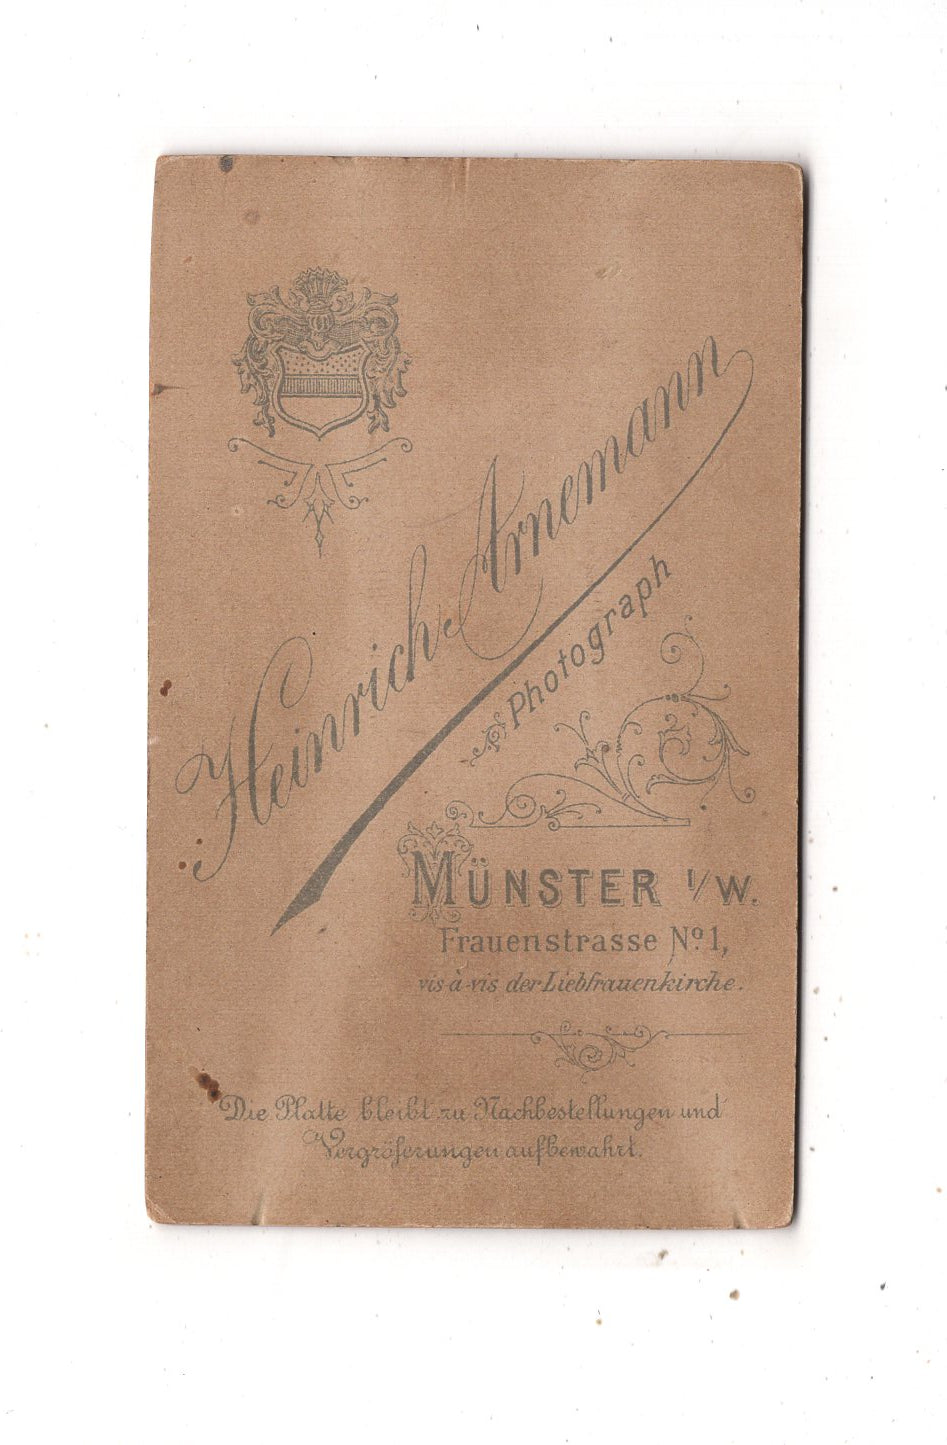 Heinrich Arnemann
Photograph
MÜNSTER I/W.
Frauenstrasse No. 1,
vis à vis der Liebfrauenkirche.
Die Platte bleibt zu Nachbestellungen und
Vergrößerungen aufbewahrt.